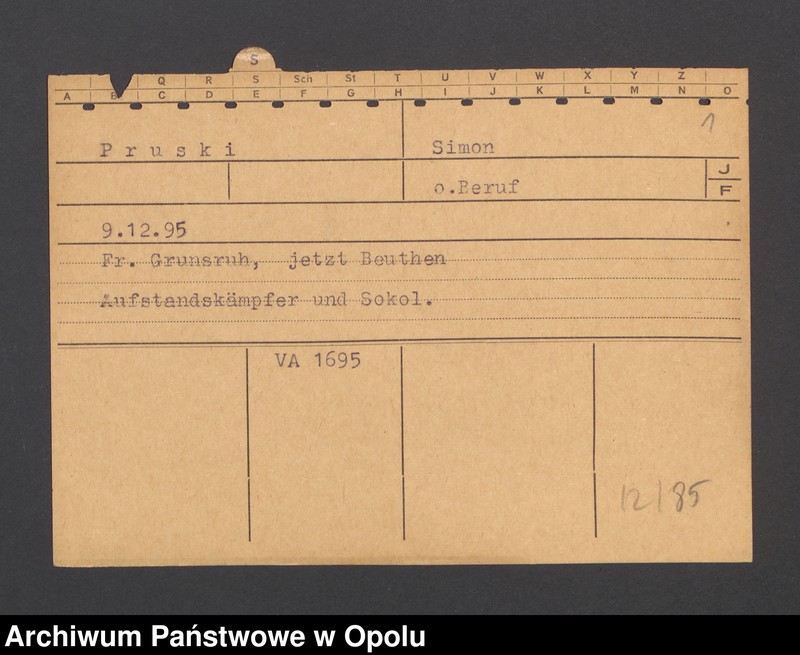 S
Q R S Sch St T U V W X Y Z
A B C D E F G H I J K L M N O
1
Pruski Simon
o.Beruf J
F
9.12.95
Fr. Grunsruh, jetzt Beuthen
Aufstandskämpfer und Sokol.
VA 1695
12/85
Archiwum Państwowe w Opolu